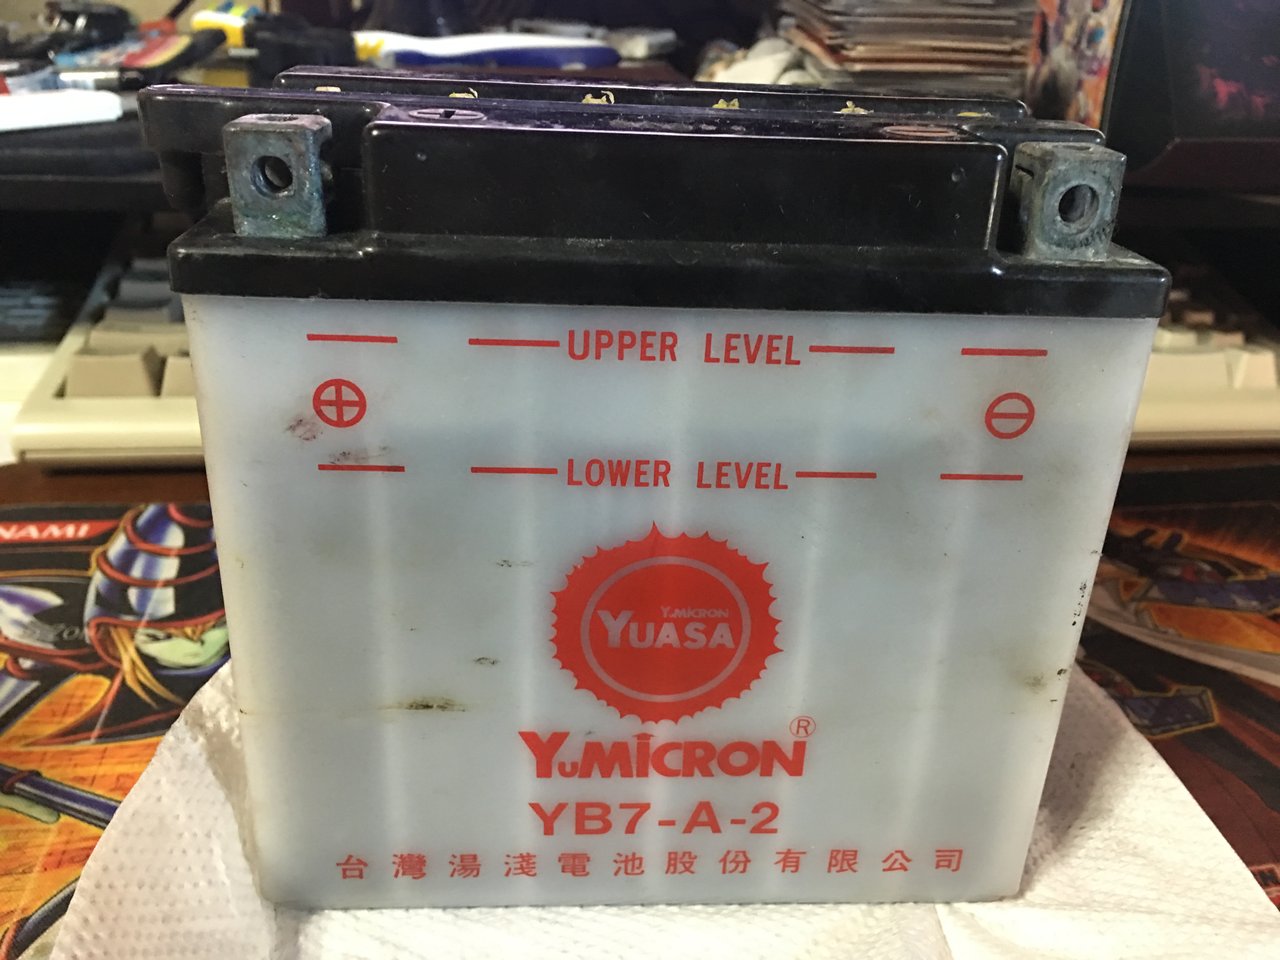 UPPER LEVEL
LOWER LEVEL
YUMICRON
YUASA
YUMICRON®
YB7-A-2
台灣湯淺電池股份有限公司
NAMI